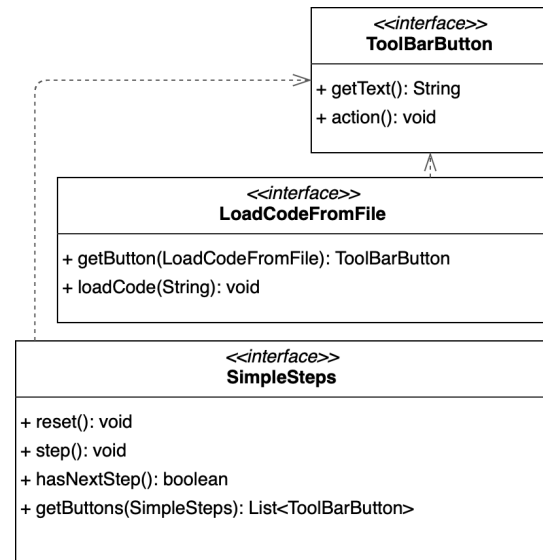 <<interface>>
ToolBarButton
+ getText(): String
+ action(): void
<<interface>>
LoadCodeFromFile
+ getButton(LoadCodeFromFile): ToolBarButton
+ loadCode(String): void
<<interface>>
SimpleSteps
+ reset(): void
+ step(): void
+ hasNextStep(): boolean
+ getButtons(SimpleSteps): List<ToolBarButton>